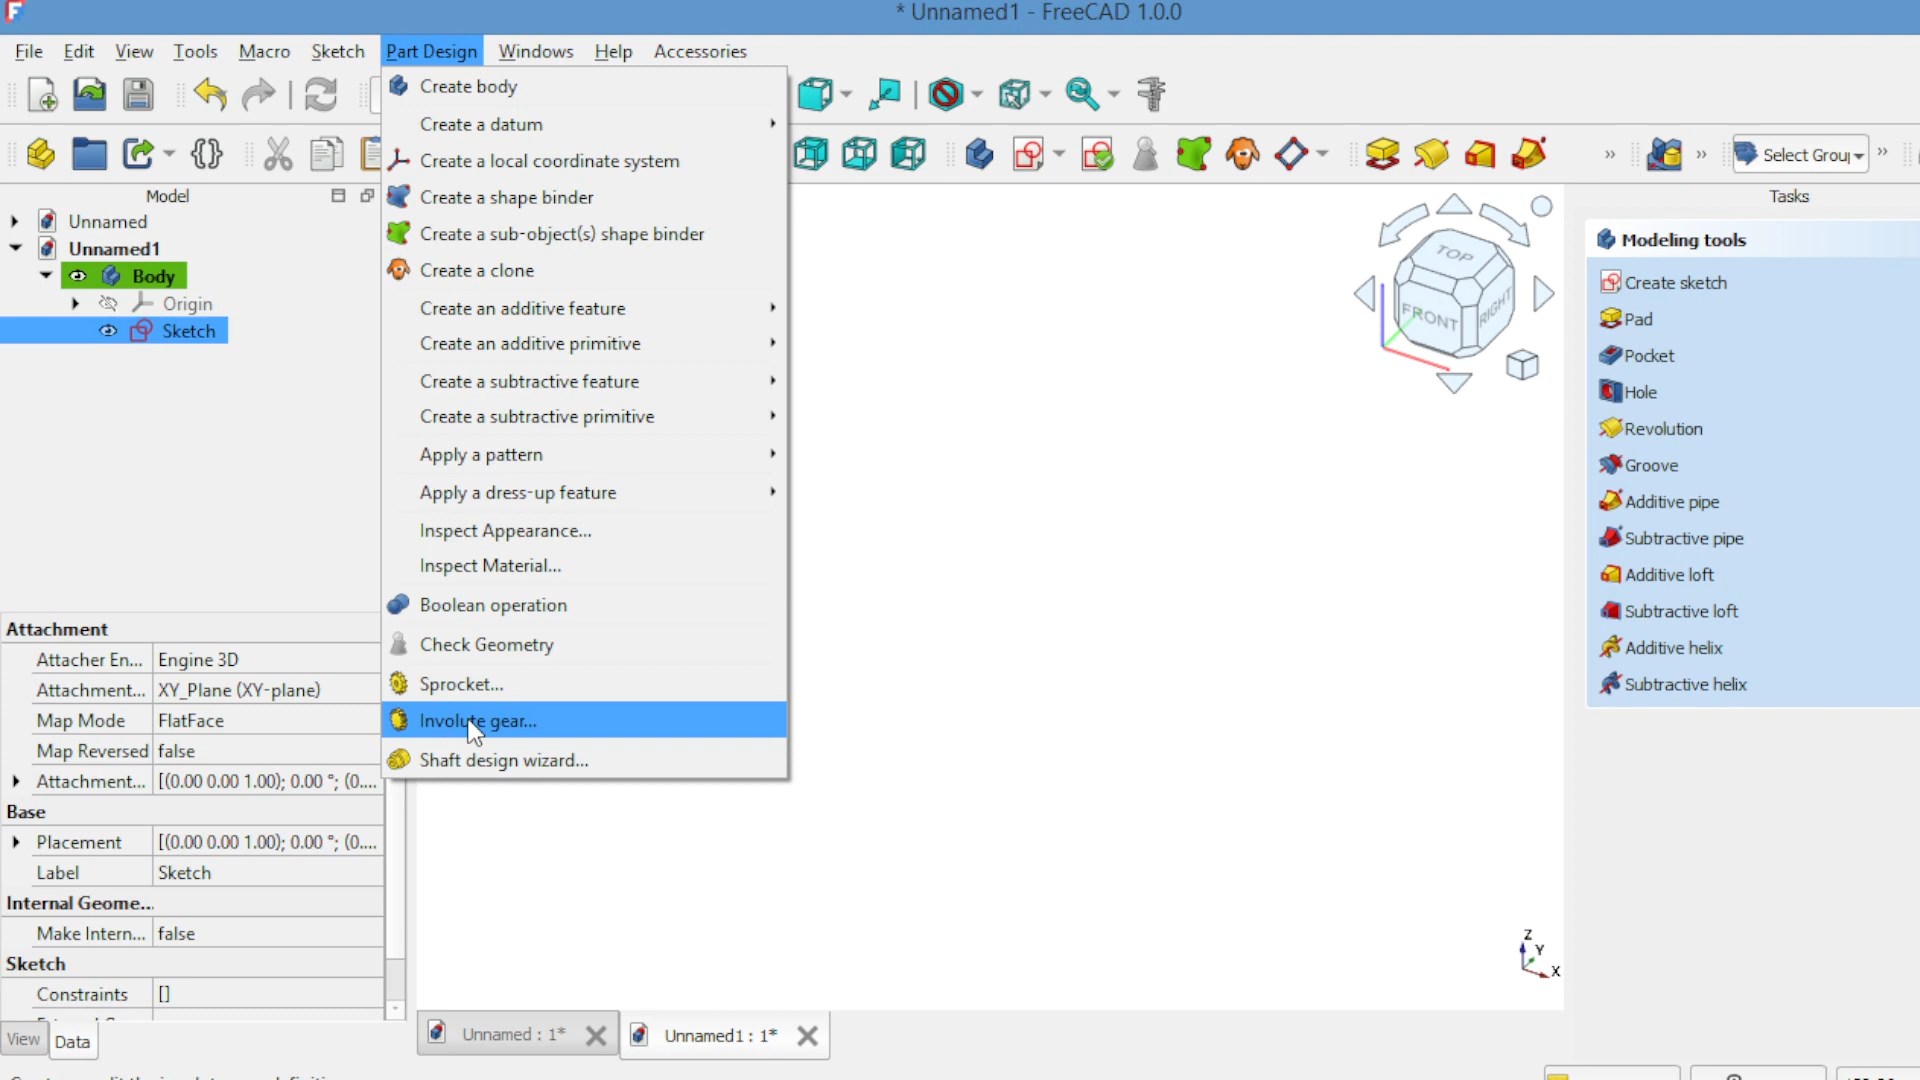 * Unnamed1 - FreeCAD 1.0.0
File Edit View Tools Macro Sketch Part Design Windows Help Accessories
Create body
Create a datum
Create a local coordinate system
Create a shape binder
Create a sub-object(s) shape binder
Create a clone
Create an additive feature
Create an additive primitive
Create a subtractive feature
Create a subtractive primitive
Apply a pattern
Apply a dress-up feature
Inspect Appearance...
Inspect Material...
Boolean operation
Check Geometry
Sprocket...
Involute gear...
Shaft design wizard...
Select Grou
Model
Unnamed
Unnamed1
Body
Origin
Sketch
Attachment
Attacher En... Engine 3D
Attachment... XY_Plane (XY-plane)
Map Mode FlatFace
Map Reversed false
Attachment... [(0.00 0.00 1.00); 0.00 °; (0....
Base
Placement [(0.00 0.00 1.00); 0.00 °; (0....
Label Sketch
Internal Geome...
Make Intern... false
Sketch
Constraints []
View Data
TOP
FRONT
RIGHT
Z
Y
X
Unnamed : 1*
Unnamed1 : 1*
Tasks
Modeling tools
Create sketch
Pad
Pocket
Hole
Revolution
Groove
Additive pipe
Subtractive pipe
Additive loft
Subtractive loft
Additive helix
Subtractive helix